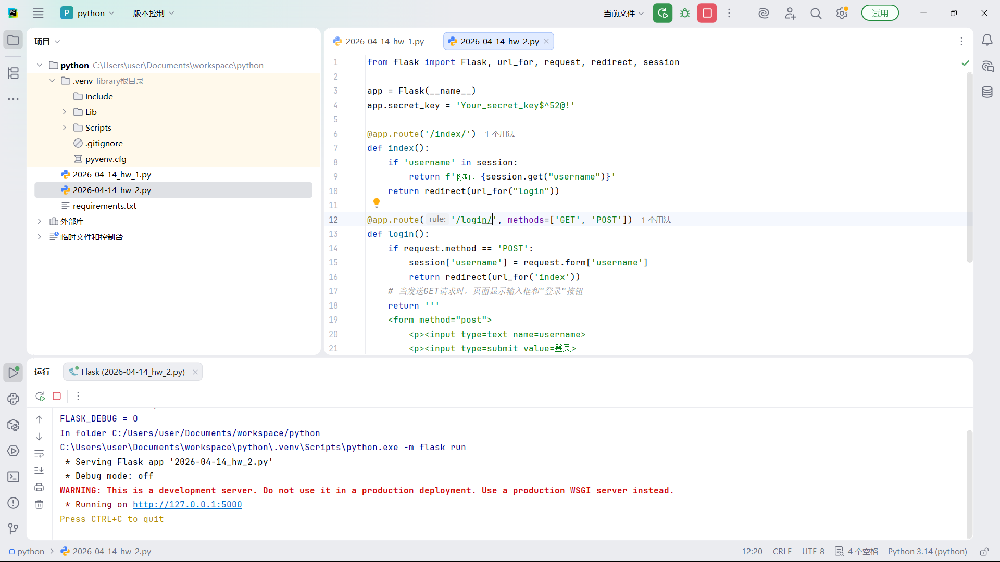 P python 版本控制 当前文件 试用
项目
2026-04-14_hw_1.py 2026-04-14_hw_2.py
python C:\Users\user\Documents\workspace\python
.venv library根目录
Include
Lib
Scripts
.gitignore
pyvenv.cfg
2026-04-14_hw_1.py
2026-04-14_hw_2.py
requirements.txt
外部库
临时文件和控制台
1 from flask import Flask, url_for, request, redirect, session
2
3 app = Flask(__name__)
4 app.secret_key = 'Your_secret_key$^52@!'
5
6 @app.route('/index/') 1 个用法
7 def index():
8 if 'username' in session:
9 return f'你好，{session.get("username")}'
10 return redirect(url_for("login"))
11
12 @app.route( rule: '/login/', methods=['GET', 'POST']) 1 个用法
13 def login():
14 if request.method == 'POST':
15 session['username'] = request.form['username']
16 return redirect(url_for('index'))
17 # 当发送GET请求时，页面显示输入框和"登录"按钮
18 return '''
19 <form method="post">
20 <p><input type=text name=username>
21 <p><input type=submit value=登录>
运行 Flask (2026-04-14_hw_2.py)
FLASK_DEBUG = 0
In folder C:/Users/user/Documents/workspace/python
C:\Users\user\Documents\workspace\python\.venv\Scripts\python.exe -m flask run
* Serving Flask app '2026-04-14_hw_2.py'
* Debug mode: off
WARNING: This is a development server. Do not use it in a production deployment. Use a production WSGI server instead.
* Running on http://127.0.0.1:5000
Press CTRL+C to quit
python 2026-04-14_hw_2.py 12:20 CRLF UTF-8 4 个空格 Python 3.14 (python)